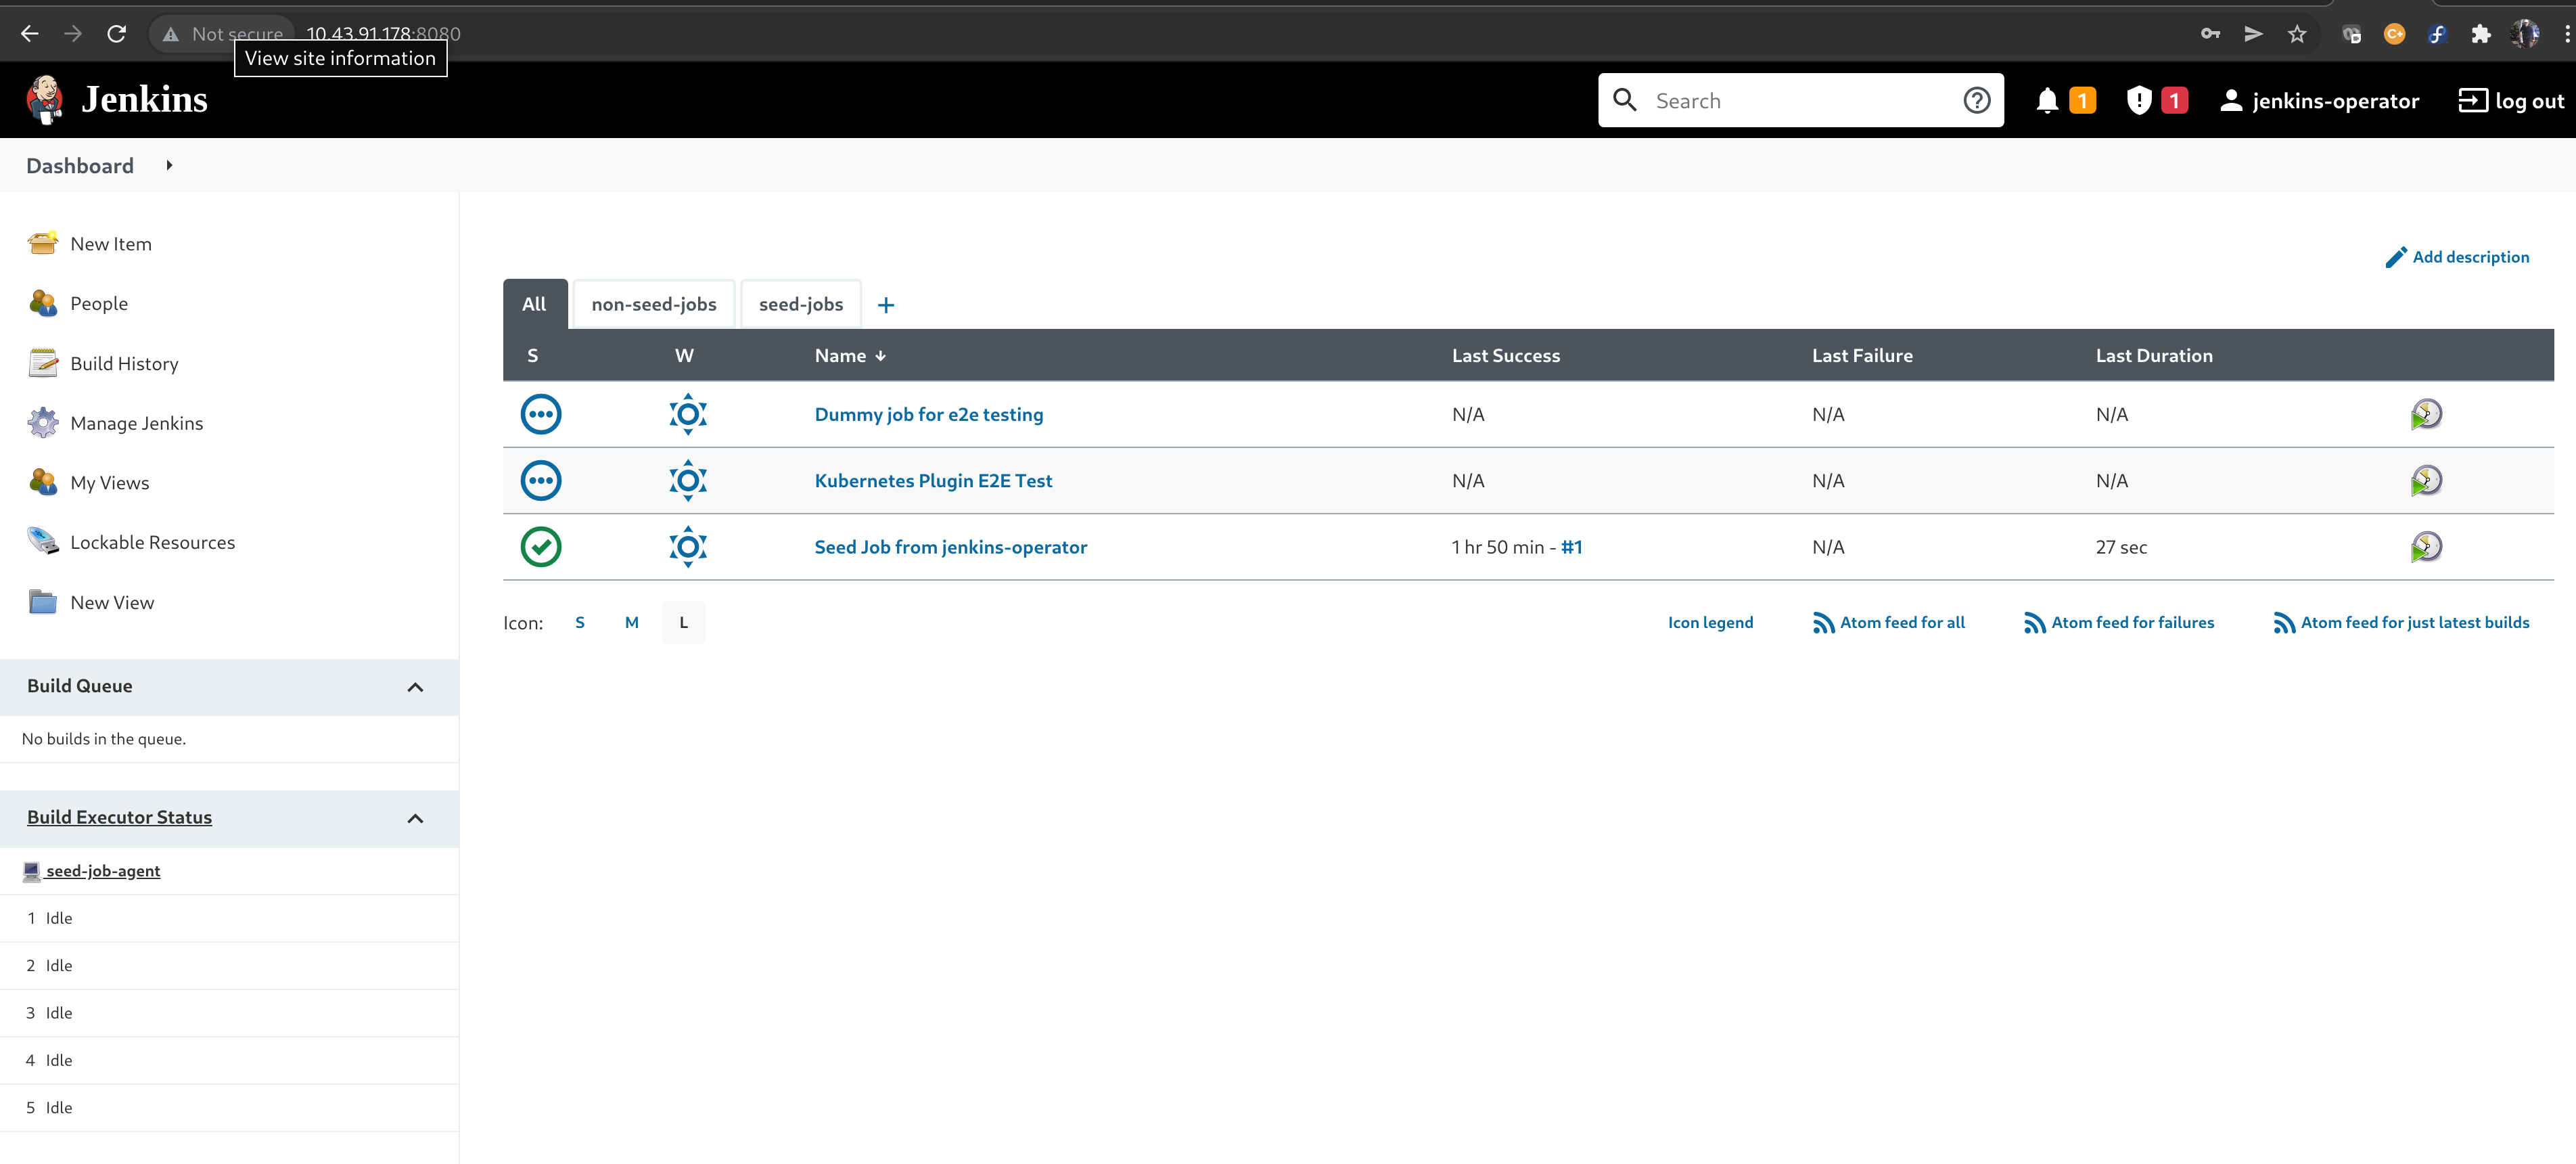 Not secure 10.43.91.178:8080
View site information
Jenkins
Search
1
1
jenkins-operator
log out
Dashboard
New Item
People
Build History
Manage Jenkins
My Views
Lockable Resources
New View
Build Queue
No builds in the queue.
Build Executor Status
seed-job-agent
1 Idle
2 Idle
3 Idle
4 Idle
5 Idle
Add description
All non-seed-jobs seed-jobs +
S W Name ↓ Last Success Last Failure Last Duration
Dummy job for e2e testing N/A N/A N/A
Kubernetes Plugin E2E Test N/A N/A N/A
Seed Job from jenkins-operator 1 hr 50 min - #1 N/A 27 sec
Icon: S M L
Icon legend Atom feed for all Atom feed for failures Atom feed for just latest builds